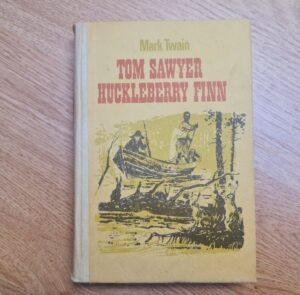 Mark Twain
TOM SAWYER
HUCKLEBERRY FINN